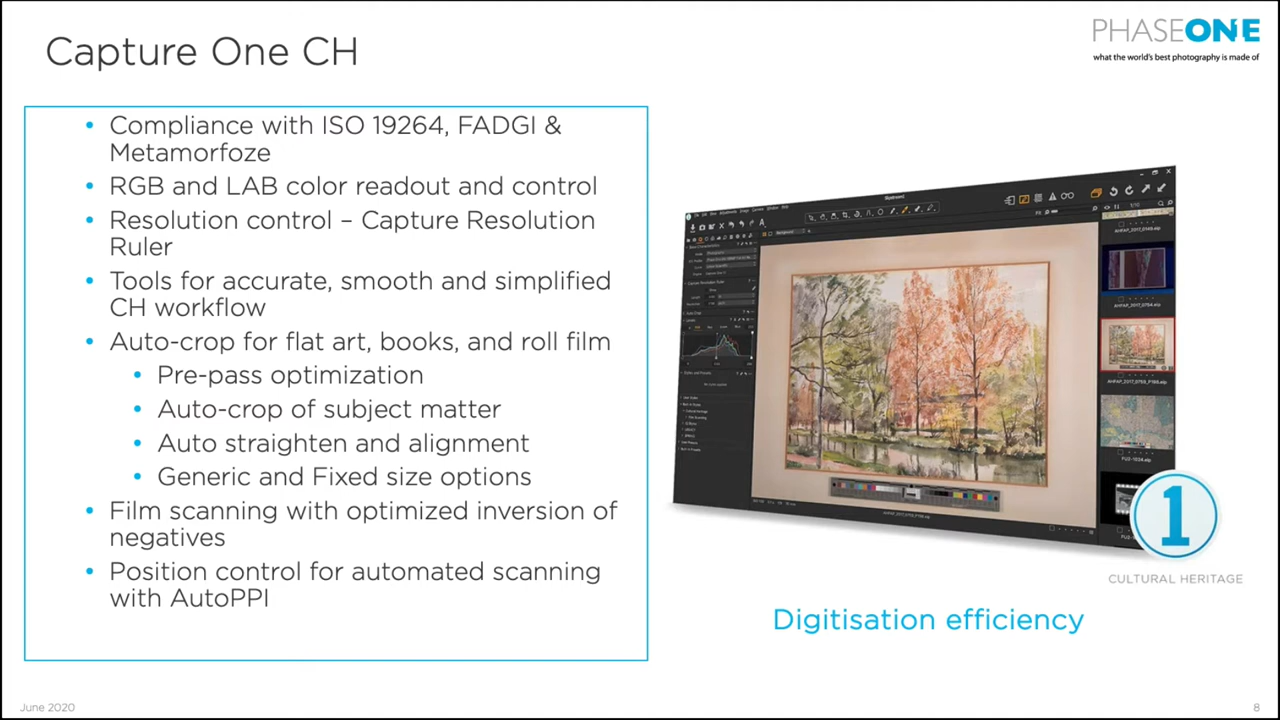 Capture One CH
PHASEONE
what the world's best photography is made of
• Compliance with ISO 19264, FADGI &
Metamorfoze
• RGB and LAB color readout and control
• Resolution control – Capture Resolution
Ruler
• Tools for accurate, smooth and simplified
CH workflow
• Auto-crop for flat art, books, and roll film
• Pre-pass optimization
• Auto-crop of subject matter
• Auto straighten and alignment
• Generic and Fixed size options
• Film scanning with optimized inversion of
negatives
• Position control for automated scanning
with AutoPPI
1
CULTURAL HERITAGE
Digitisation efficiency
June 2020
8